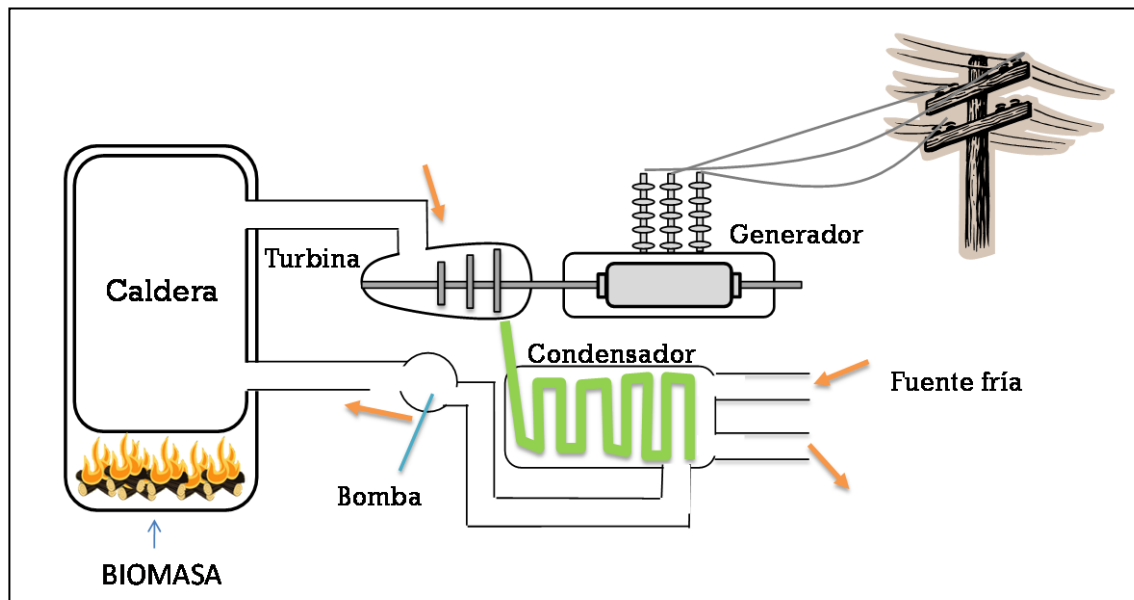 Generador
Turbina
Caldera
Condensador
Fuente fría
Bomba
BIOMASA